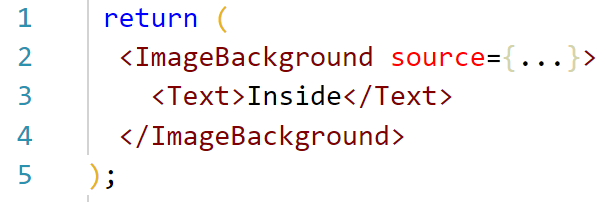 1 return (
2 <ImageBackground source={...}>
3 <Text>Inside</Text>
4 </ImageBackground>
5 );